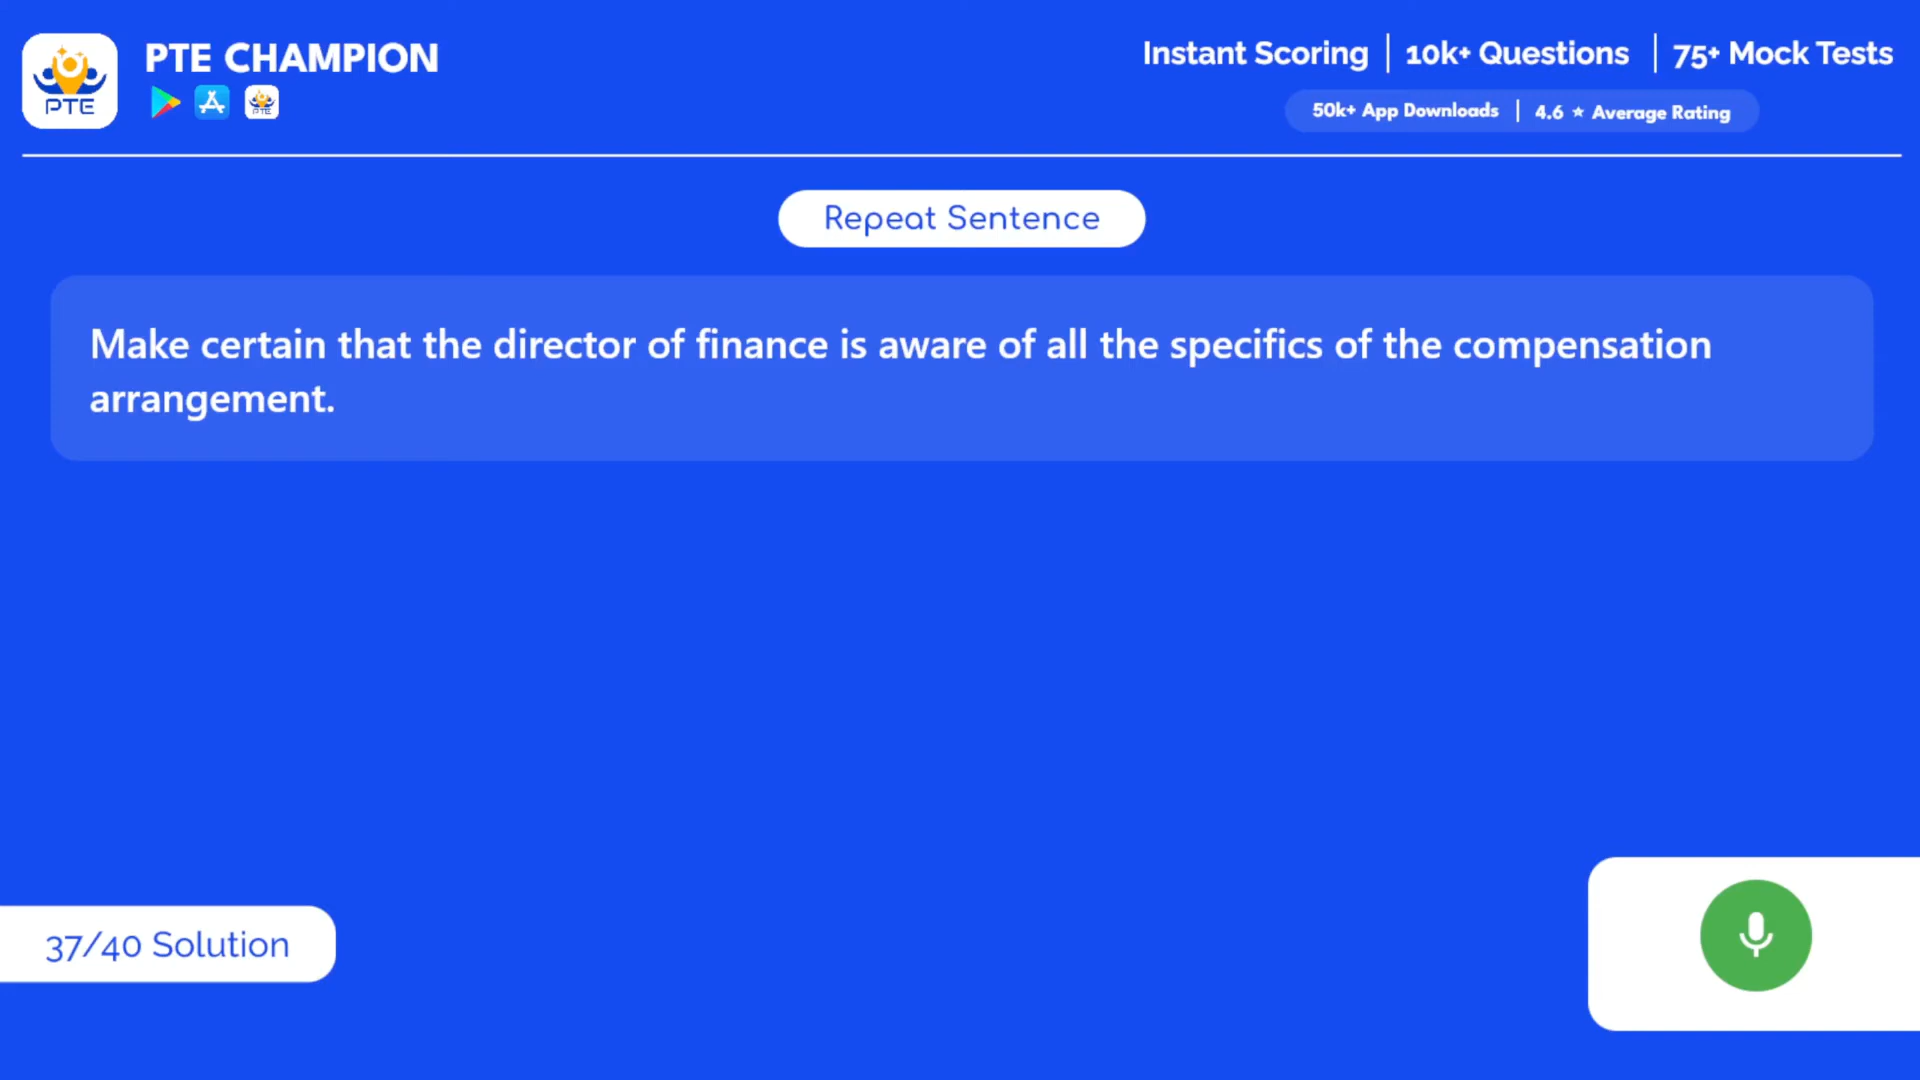 PTE CHAMPION
PTE
PTE
Instant Scoring | 10k+ Questions | 75+ Mock Tests
50k+ App Downloads | 4.6 ★ Average Rating
Repeat Sentence
Make certain that the director of finance is aware of all the specifics of the compensation
arrangement.
37/40 Solution